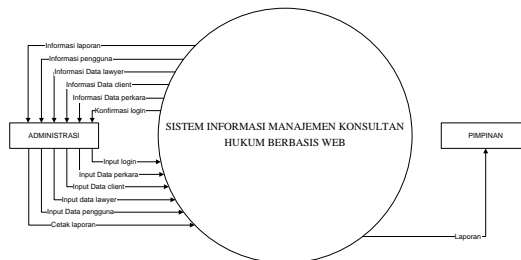 Informasi laporan
Informasi pengguna
Informasi Data lawyer
Informasi Data client
Informasi Data perkara
Konfirmasi login
ADMINISTRASI
SISTEM INFORMASI MANAJEMEN KONSULTAN
HUKUM BERBASIS WEB
PIMPINAN
Input login
Input Data perkara
Input Data client
Input data lawyer
Input Data pengguna
Cetak laporan
Laporan